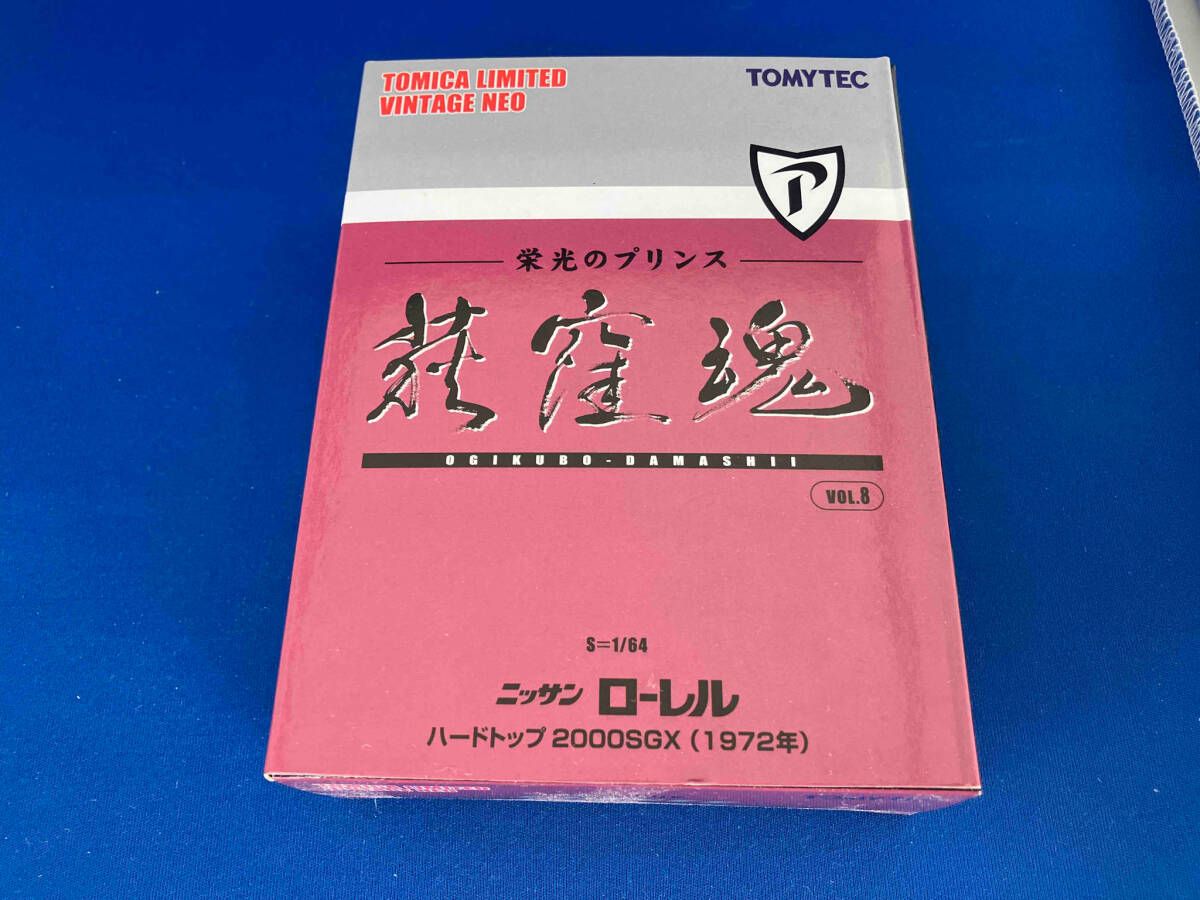 TOMICA LIMITED
VINTAGE NEO
TOMYTEC
P
栄光のプリンス
荻窪魂
OGIKUBO-DAMASHII
VOL.8
S=1/64
ニッサン ローレル
ハードトップ 2000SGX (1972年)